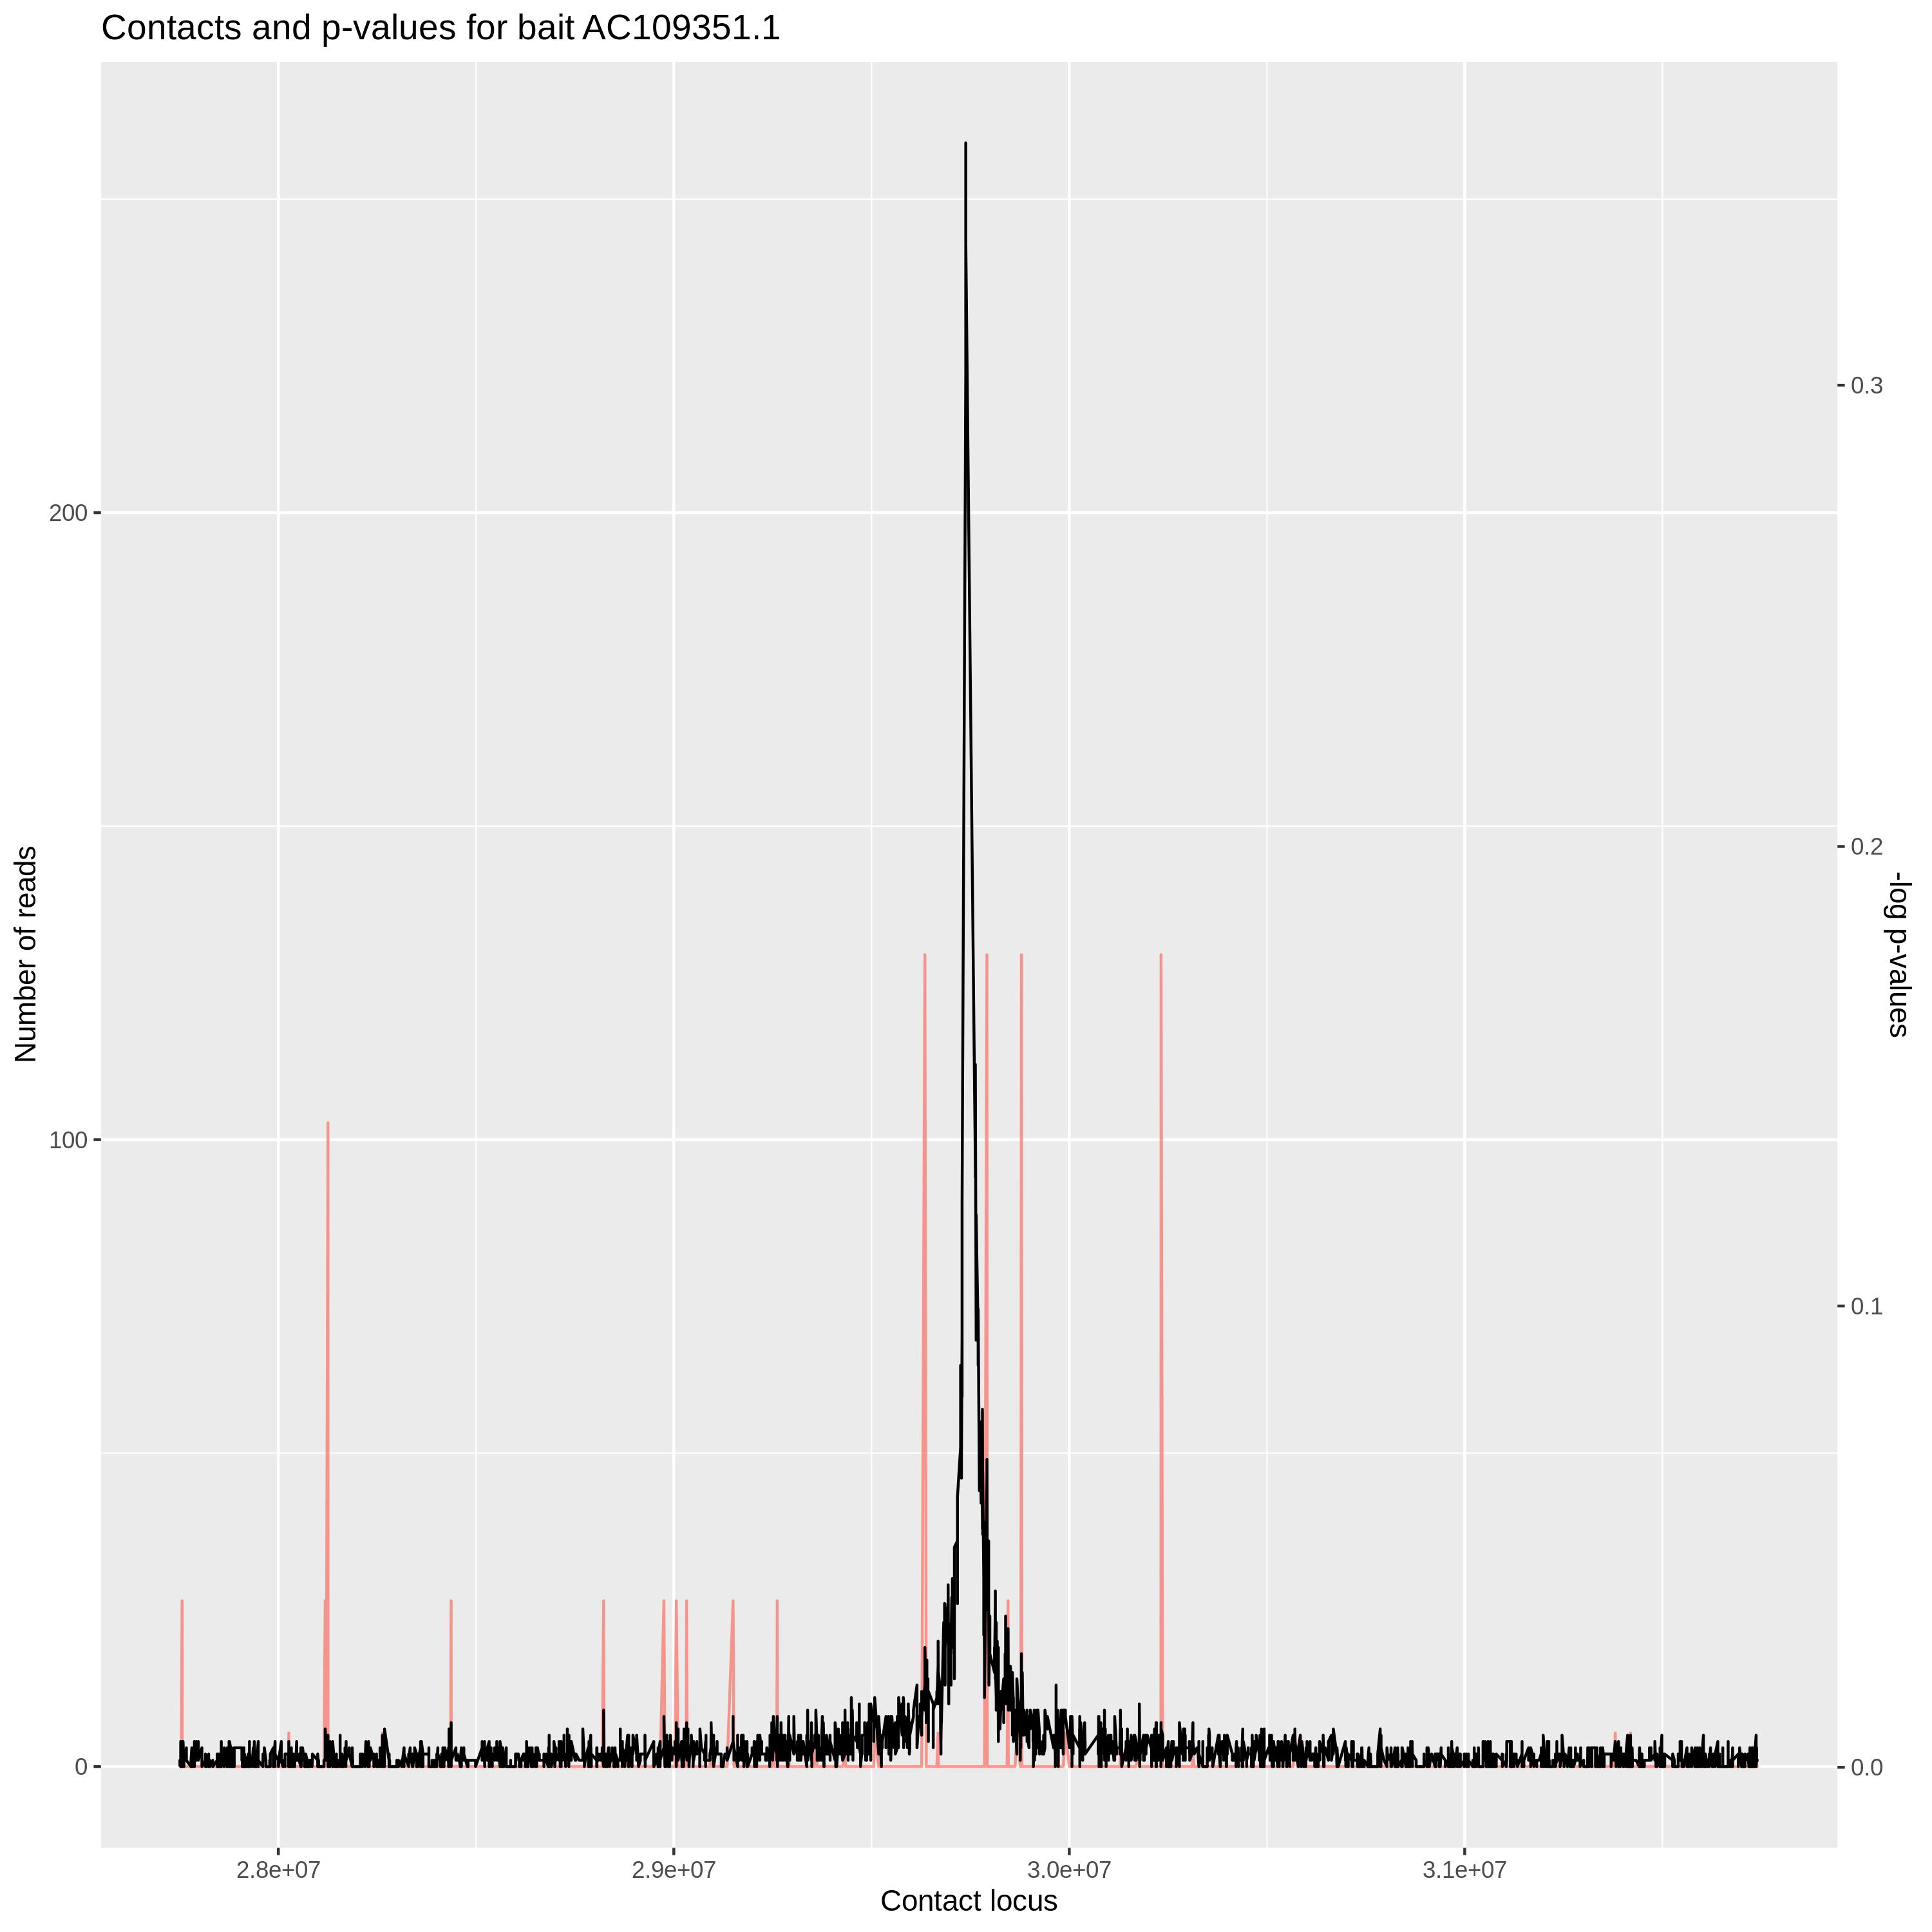 Contacts and p-values for bait AC109351.1
200
100
0
Number of reads
0.3
0.2
0.1
0.0
-log p-values
2.8e+07
2.9e+07
3.0e+07
3.1e+07
Contact locus